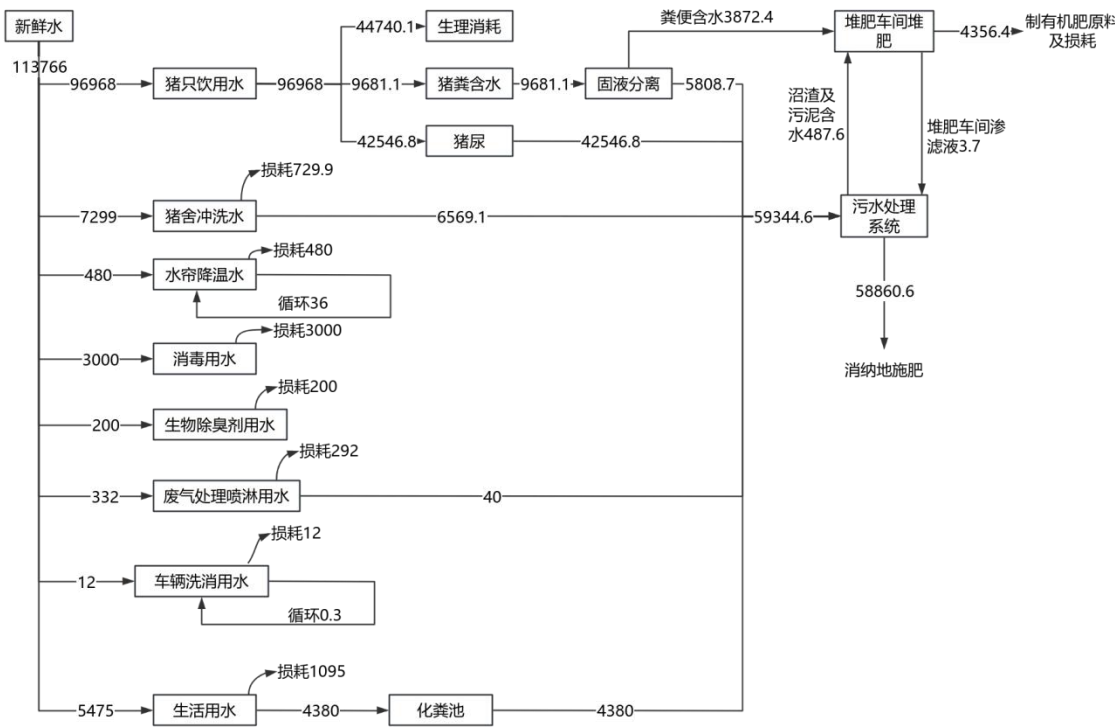 新鲜水
113766
96968
猪只饮用水
96968
44740.1
生理消耗
9681.1
猪粪含水
9681.1
固液分离
5808.7
粪便含水3872.4
堆肥车间堆
肥
4356.4
制有机肥原料
及损耗
42546.8
猪尿
42546.8
沼渣及
污泥含
水487.6
堆肥车间渗
滤液3.7
损耗729.9
7299
猪舍冲洗水
6569.1
59344.6
污水处理
系统
损耗480
480
水帘降温水
循环36
58860.6
消纳地施肥
损耗3000
3000
消毒用水
损耗200
200
生物除臭剂用水
损耗292
332
废气处理喷淋用水
40
损耗12
12
车辆洗消用水
循环0.3
损耗1095
5475
生活用水
4380
化粪池
4380